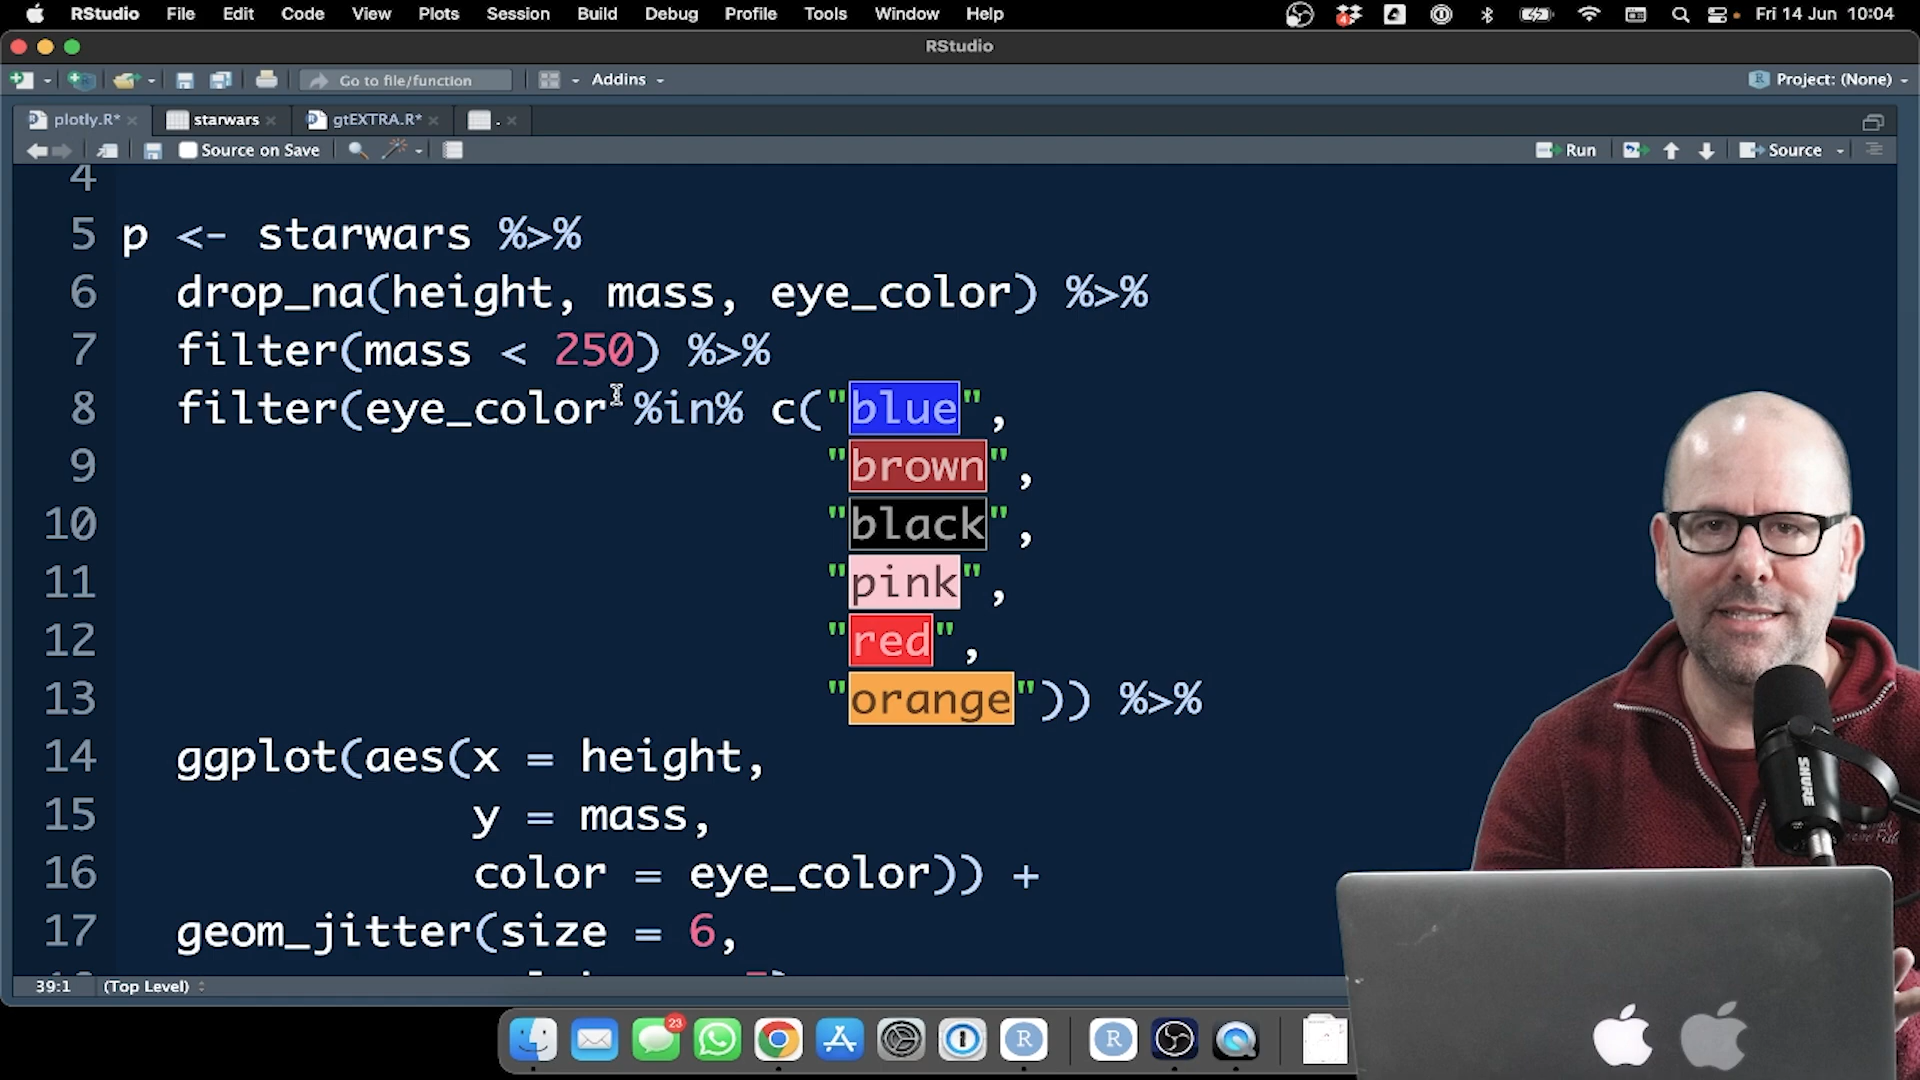 RStudio File Edit Code View Plots Session Build Debug Profile Tools Window Help Fri 14 Jun 10:04
RStudio
Go to file/function Addins Project: (None)
plotly.R* starwars gtEXTRA.R* .
Source on Save Run Source
4
5 p <- starwars %>%
6 drop_na(height, mass, eye_color) %>%
7 filter(mass < 250) %>%
8 filter(eye_color %in% c("blue",
9 "brown",
10 "black",
11 "pink",
12 "red",
13 "orange")) %>%
14 ggplot(aes(x = height,
15 y = mass,
16 color = eye_color)) +
17 geom_jitter(size = 6,
SHURE
39:1 (Top Level)
23
R R